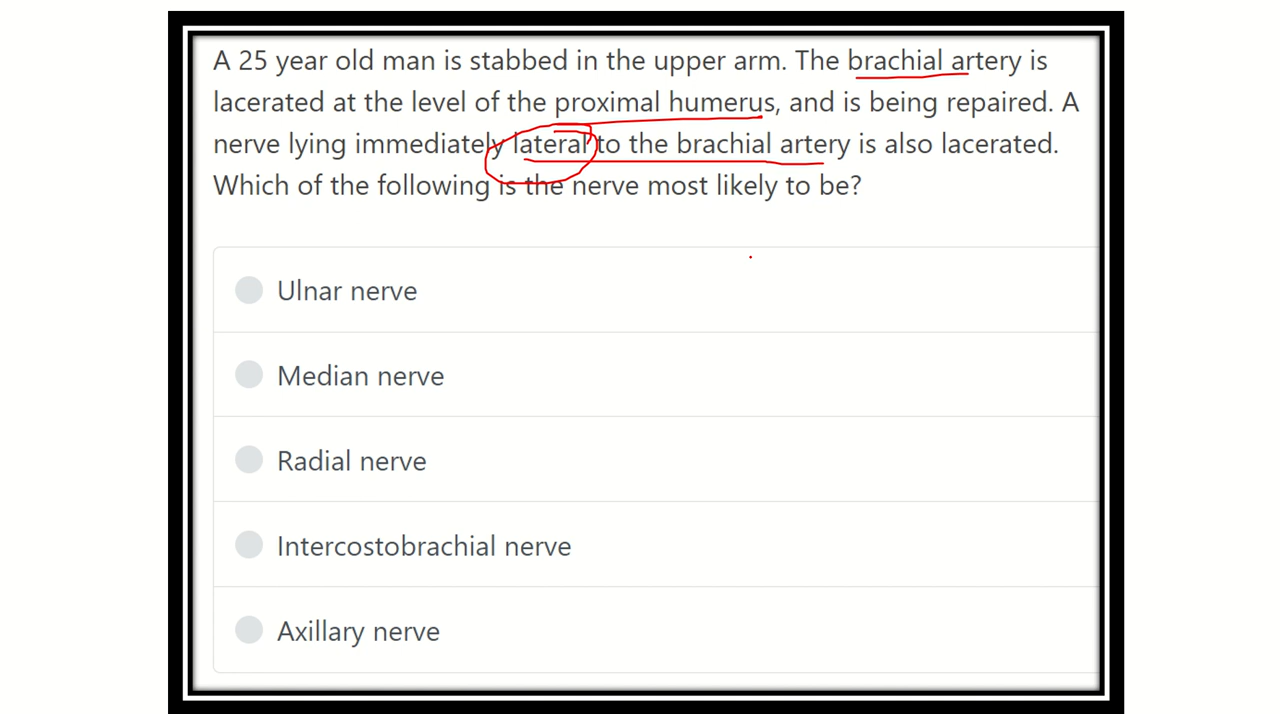 A 25 year old man is stabbed in the upper arm. The brachial artery is
lacerated at the level of the proximal humerus, and is being repaired. A
nerve lying immediately lateral to the brachial artery is also lacerated.
Which of the following is the nerve most likely to be?
Ulnar nerve
Median nerve
Radial nerve
Intercostobrachial nerve
Axillary nerve